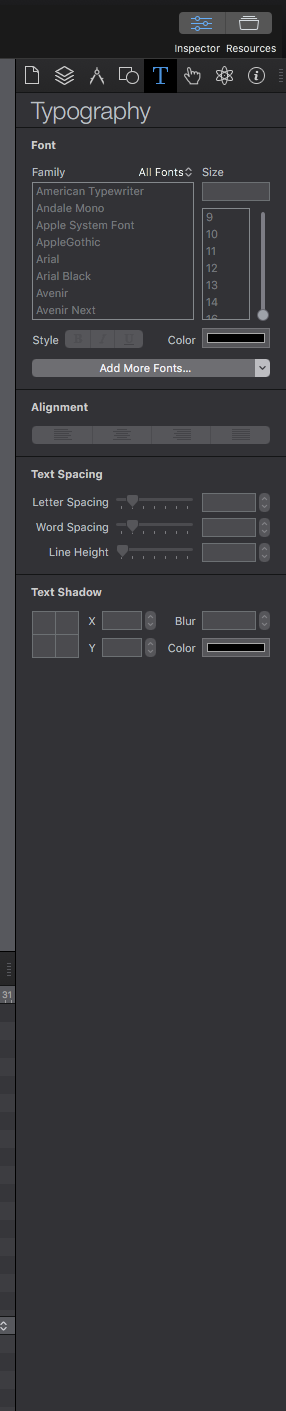 Inspector Resources
T
Typography
Font
Family All Fonts Size
American Typewriter
Andale Mono
Apple System Font
AppleGothic
Arial
Arial Black
Avenir
Avenir Next
9
10
11
12
13
14
16
Style B I U Color
Add More Fonts...
Alignment
Text Spacing
Letter Spacing
Word Spacing
Line Height
Text Shadow
X Blur
Y Color
31